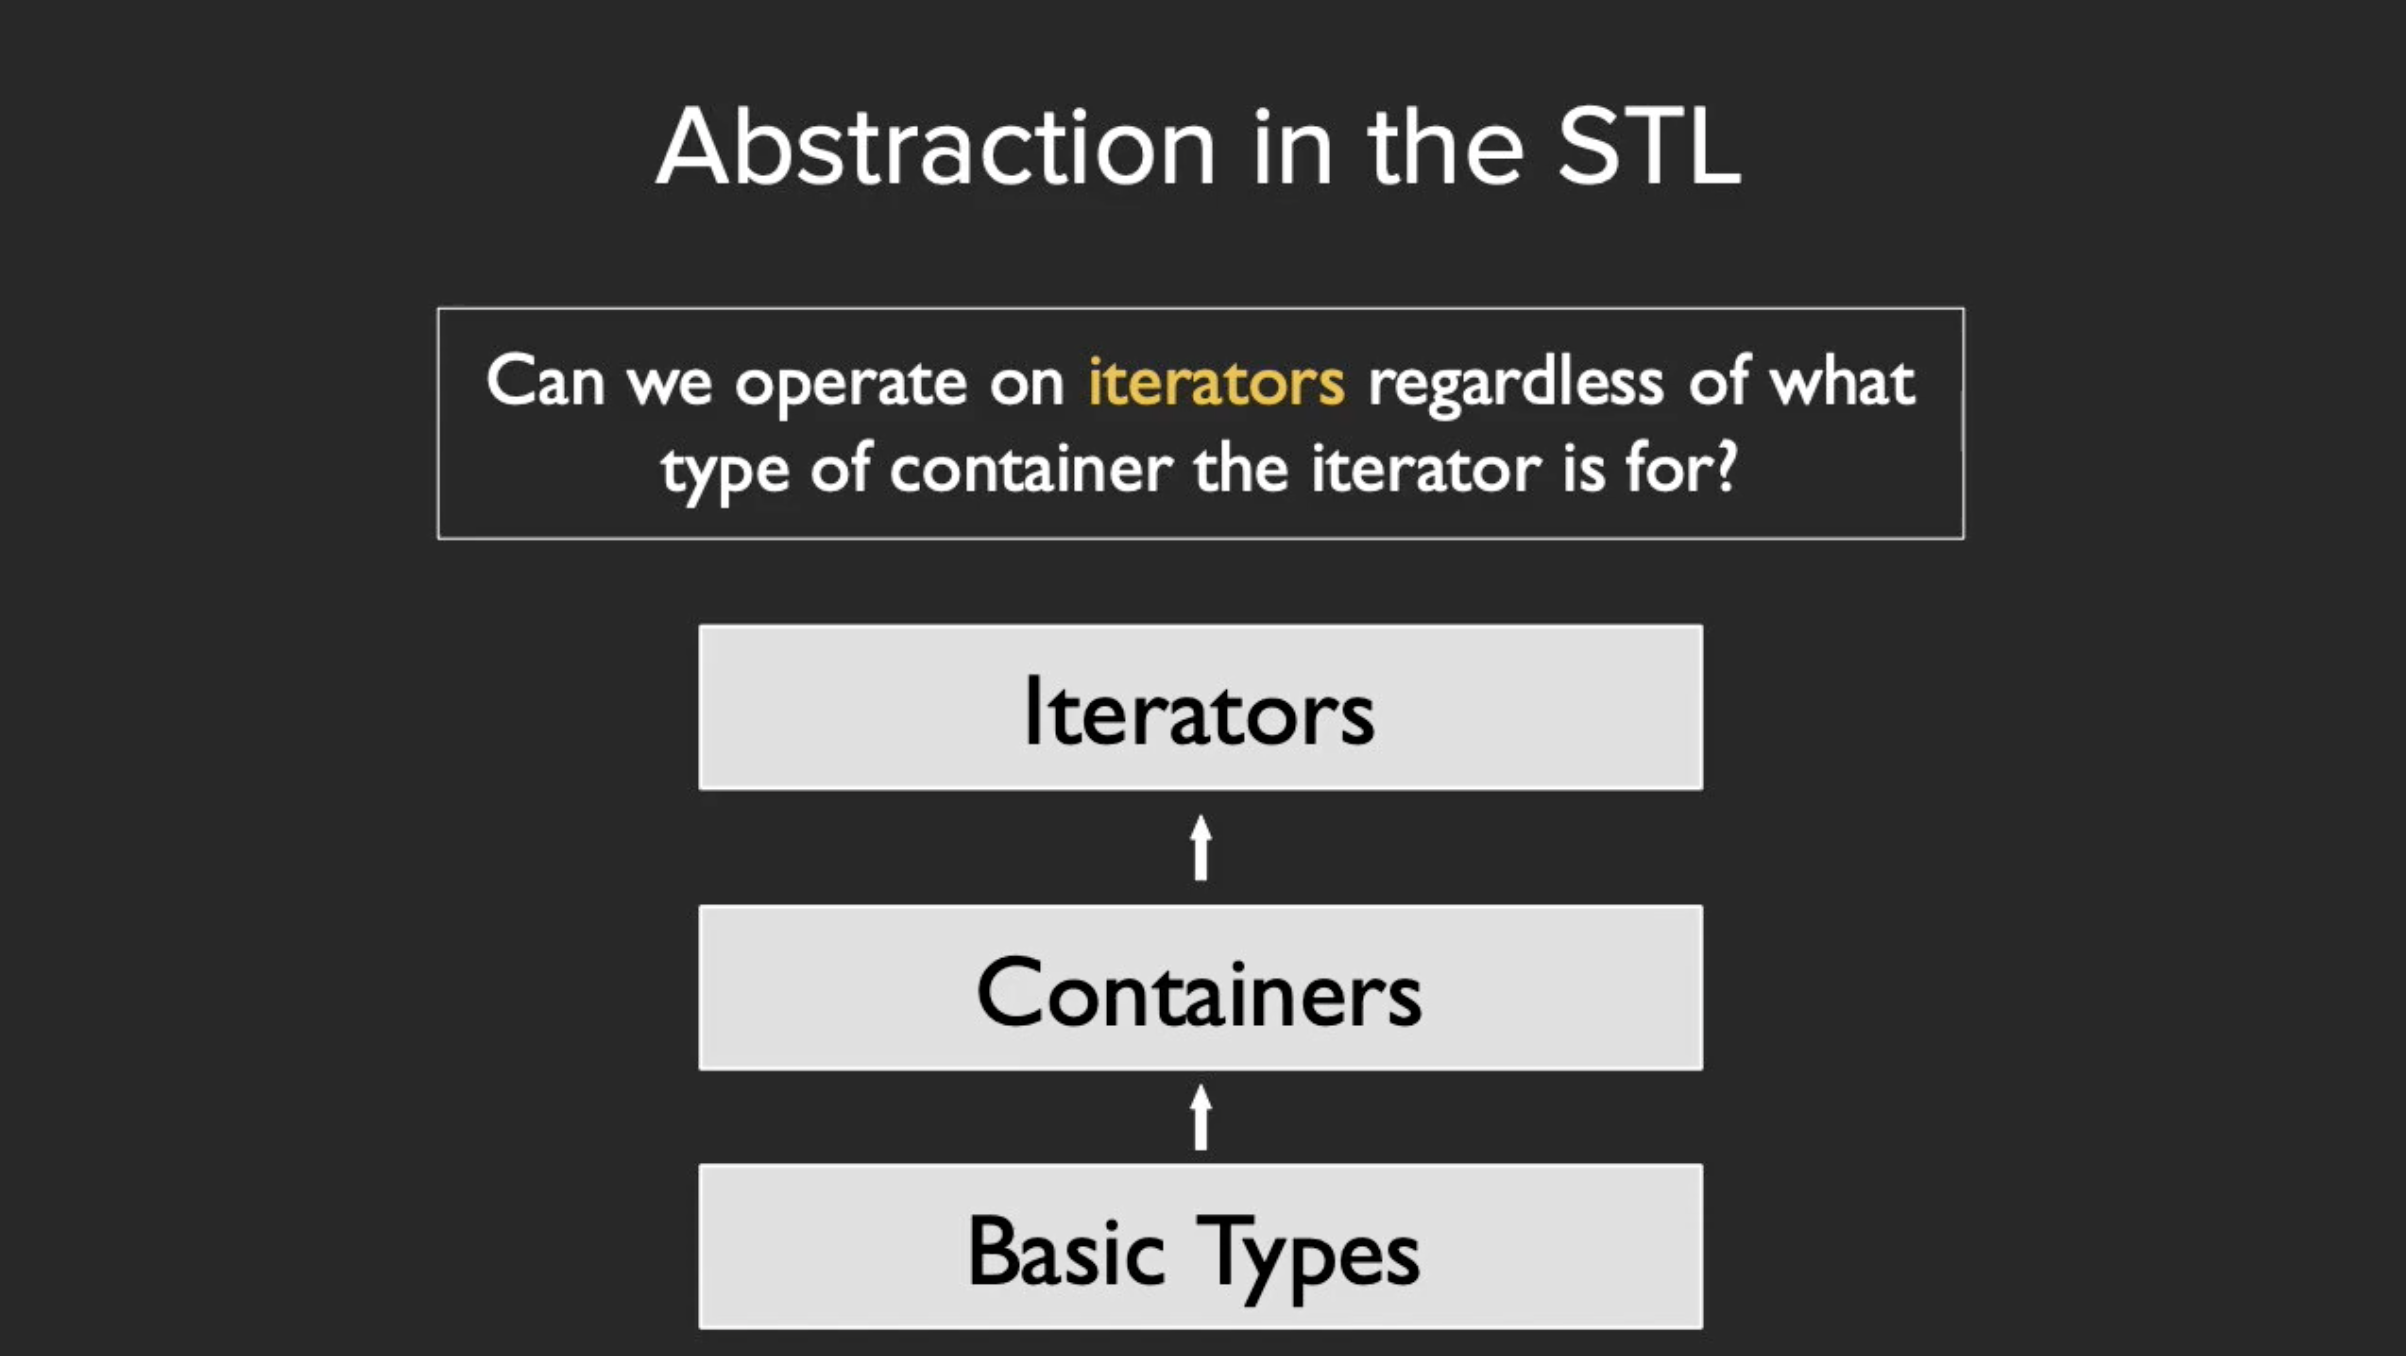 Abstraction in the STL
Can we operate on iterators regardless of what
type of container the iterator is for?
Iterators
Containers
Basic Types